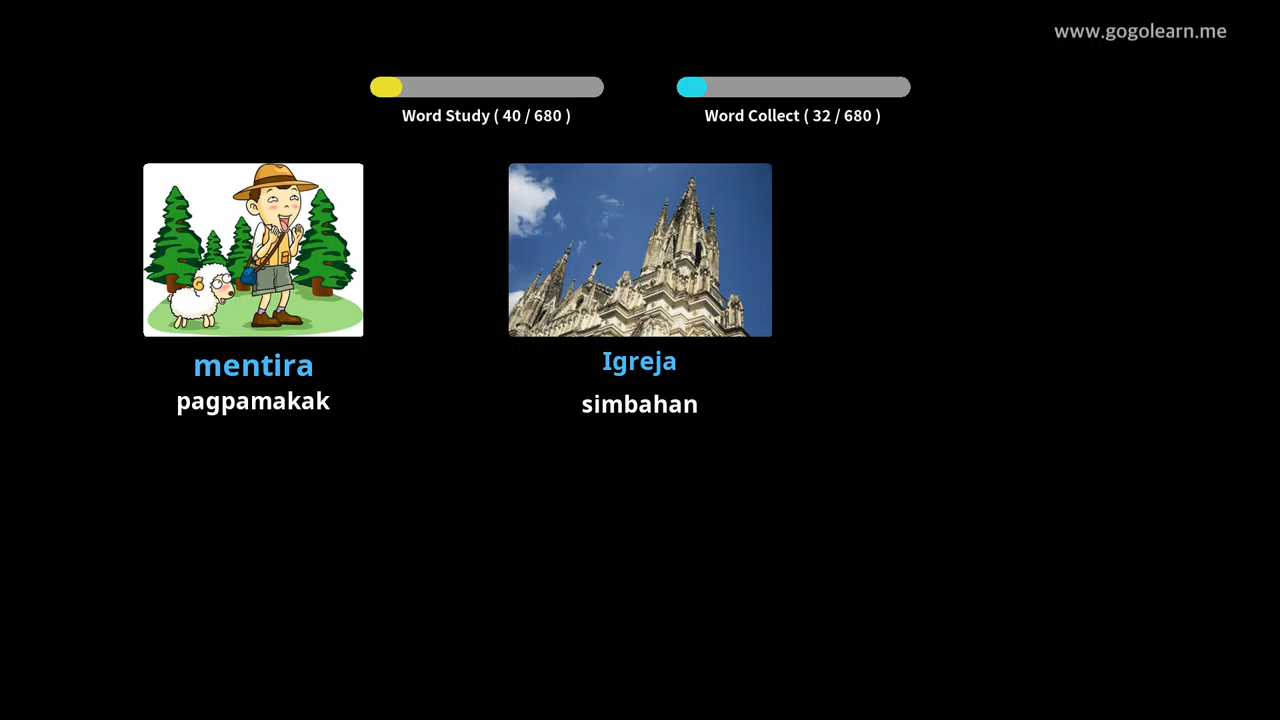 www.gogolearn.me
Word Study ( 40 / 680 )
Word Collect ( 32 / 680 )
mentira
pagpamakak
Igreja
simbahan